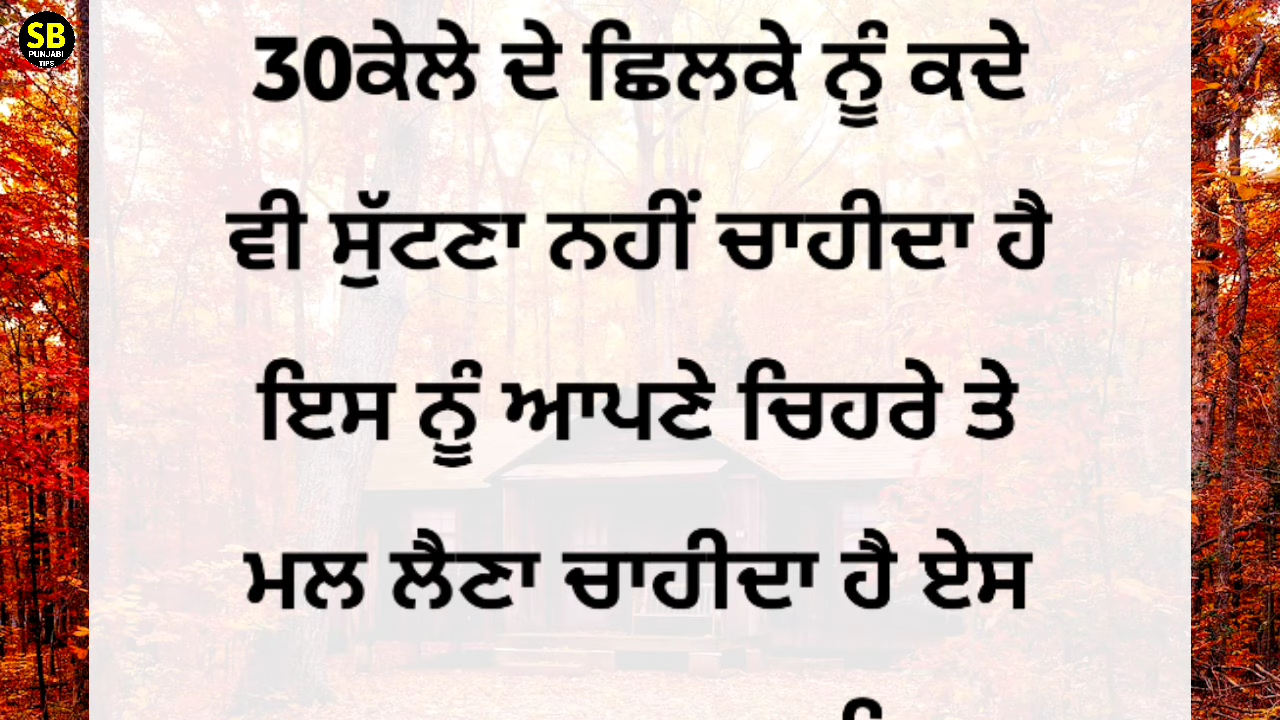 SB
PUNJABI
TIPS
30ਕੇਲੇ ਦੇ ਛਿਲਕੇ ਨੂੰ ਕਦੇ
ਵੀ ਸੁੱਟਣਾ ਨਹੀਂ ਚਾਹੀਦਾ ਹੈ
ਇਸ ਨੂੰ ਆਪਣੇ ਚਿਹਰੇ ਤੇ
ਮਲ ਲੈਣਾ ਚਾਹੀਦਾ ਹੈ ਏਸ